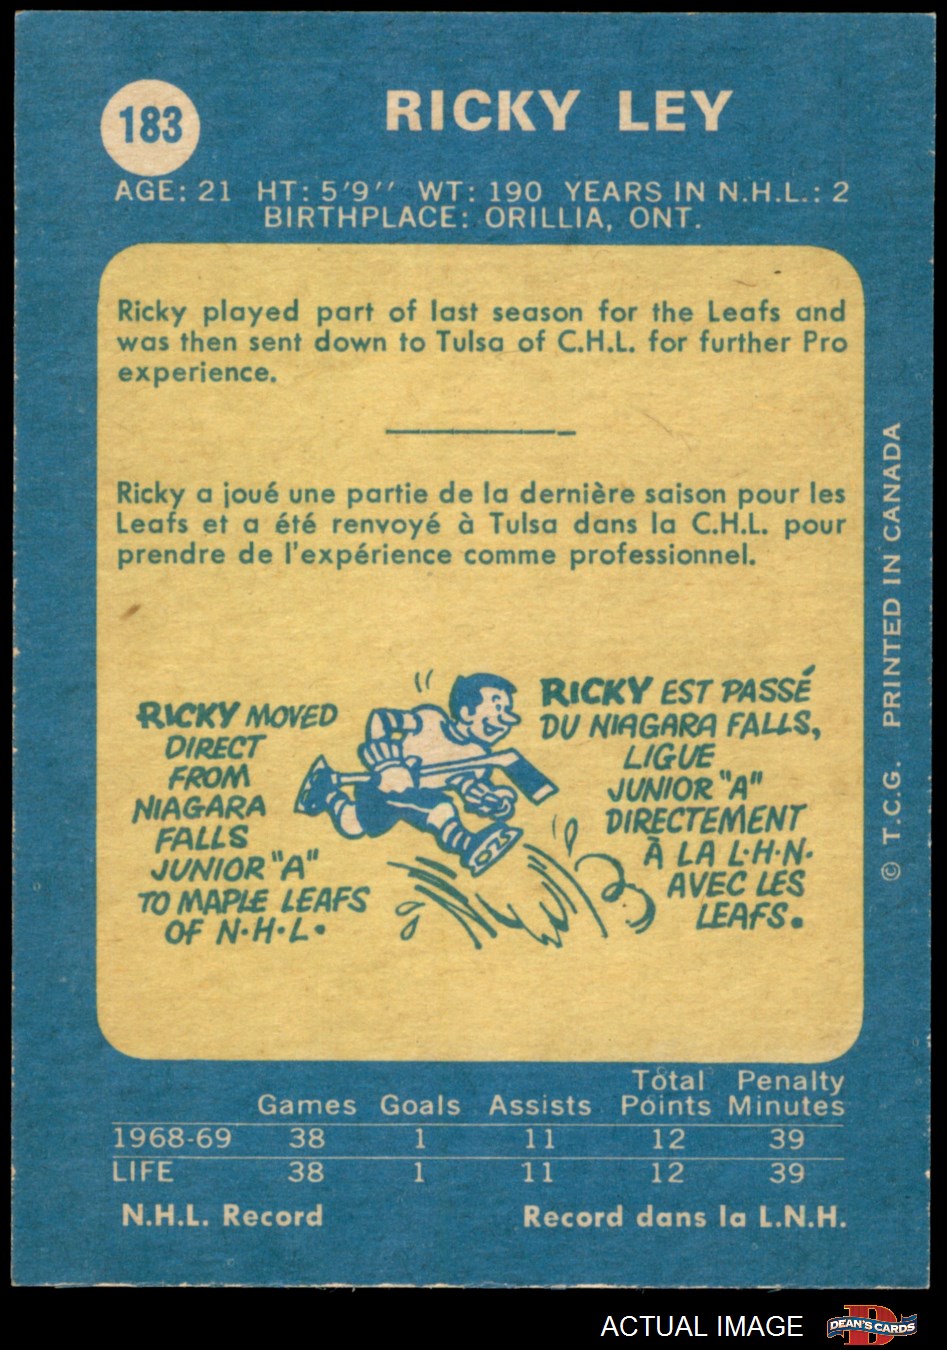 183
RICKY LEY
AGE: 21 HT: 5'9'' WT: 190 YEARS IN N.H.L.: 2
BIRTHPLACE: ORILLIA, ONT.
Ricky played part of last season for the Leafs and
was then sent down to Tulsa of C.H.L. for further Pro
experience.
Ricky a joué une partie de la dernière saison pour les
Leafs et a été renvoyé à Tulsa dans la C.H.L. pour
prendre de l'expérience comme professionnel.
RICKY MOVED
DIRECT
FROM
NIAGARA
FALLS
JUNIOR "A"
TO MAPLE LEAFS
OF N·H·L·
RICKY EST PASSÉ
DU NIAGARA FALLS,
LIGUE
JUNIOR "A"
DIRECTEMENT
À LA L·H·N·
AVEC LES
LEAFS.
© T.C.G. PRINTED IN CANADA
Games Goals Assists Total Points Penalty Minutes
1968-69 38 1 11 12 39
LIFE 38 1 11 12 39
N.H.L. Record Record dans la L.N.H.
ACTUAL IMAGE
D
DEAN'S CARDS